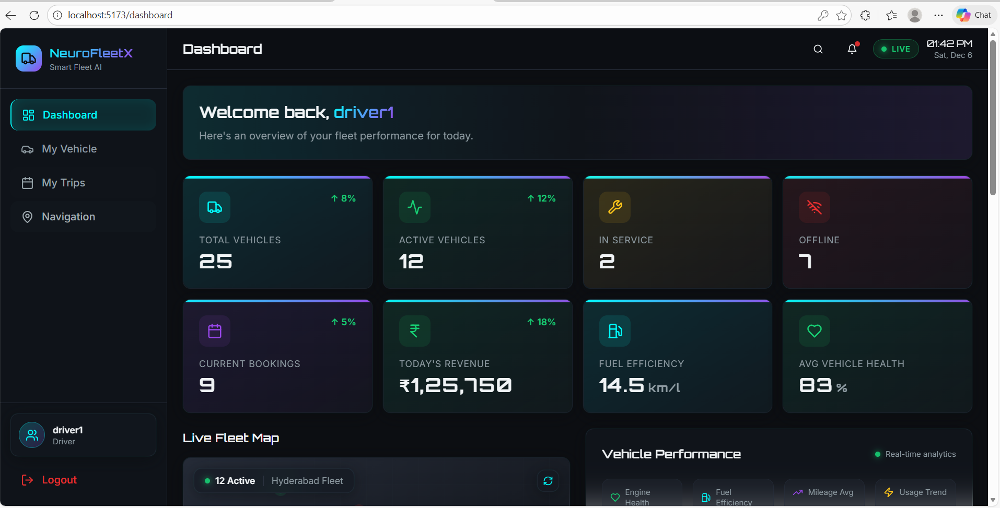 localhost:5173/dashboard
Chat
NeuroFleetX
Smart Fleet AI
Dashboard
My Vehicle
My Trips
Navigation
driver1
Driver
Logout
Dashboard
LIVE
01:42 PM
Sat, Dec 6
Welcome back, driver1
Here's an overview of your fleet performance for today.
↑ 8%
TOTAL VEHICLES
25
↑ 12%
ACTIVE VEHICLES
12
IN SERVICE
2
OFFLINE
7
↑ 5%
CURRENT BOOKINGS
9
↑ 18%
TODAY'S REVENUE
₹1,25,750
FUEL EFFICIENCY
14.5 km/l
AVG VEHICLE HEALTH
83 %
Live Fleet Map
12 Active
Hyderabad Fleet
Vehicle Performance
Real-time analytics
Engine
Health
Fuel
Efficiency
Mileage Avg
Usage Trend